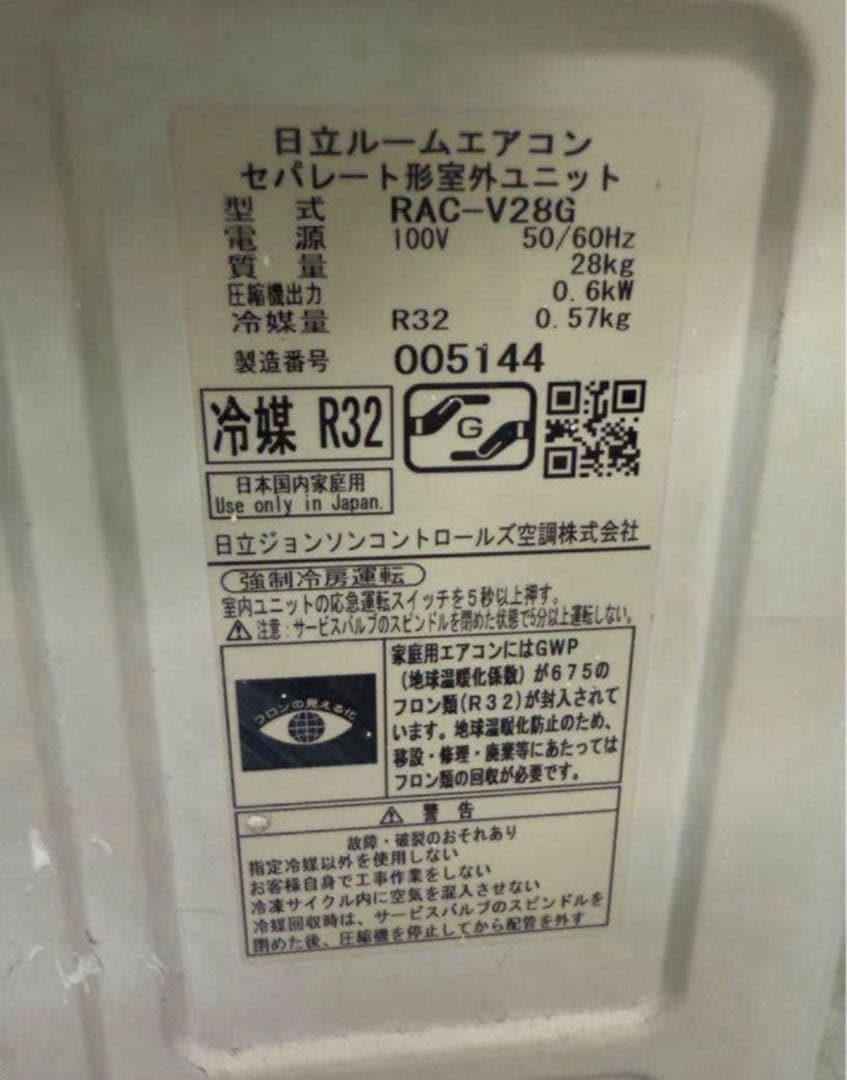 日立ルームエアコン
セパレート形室外ユニット
型 式 RAC-V28G
電 源 100V 50/60Hz
質 量 28kg
圧縮機出力 0.6kW
冷媒量 R32 0.57kg
製造番号 005144
冷媒 R32
G
日本国内家庭用
Use only in Japan.
日立ジョンソンコントロールズ空調株式会社
強制冷房運転
室内ユニットの応急運転スイッチを5秒以上押す。
⚠ 注意：サービスバルブのスピンドルを閉めた状態で5分以上運転しない。
フロンの見える化
家庭用エアコンにはGWP
（地球温暖化係数）が675の
フロン類(R32)が封入されて
います。地球温暖化防止のため、
移設・修理・廃棄等にあたっては
フロン類の回収が必要です。
⚠ 警 告
故障・破裂のおそれあり
指定冷媒以外を使用しない
お客様自身で工事作業をしない
冷凍サイクル内に空気を混入させない
冷媒回収時は、サービスバルブのスピンドルを
閉めた後、圧縮機を停止してから配管を外す